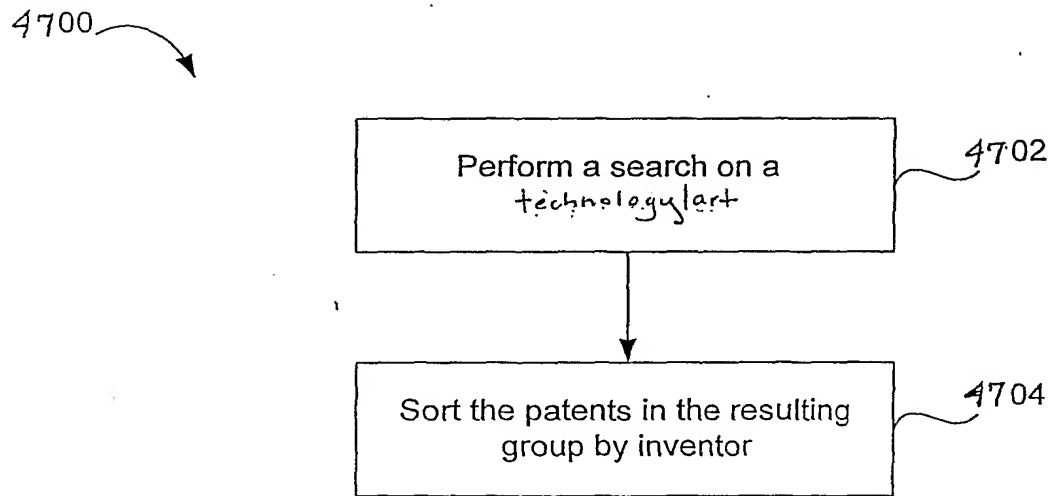 4700
Perform a search on a
technology/art
4702
Sort the patents in the resulting
group by inventor
4704